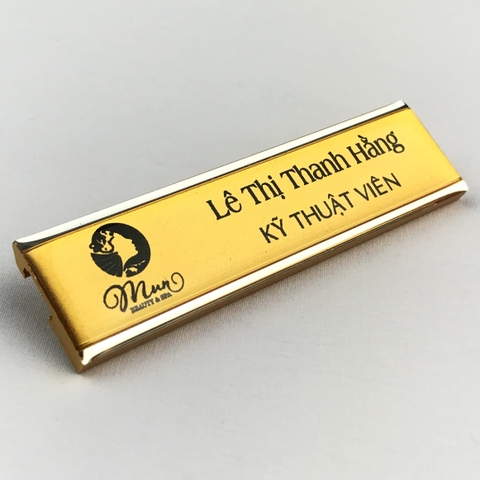 Lê Thị Thanh Hằng
KỸ THUẬT VIÊN
Mun
BEAUTY & SPA